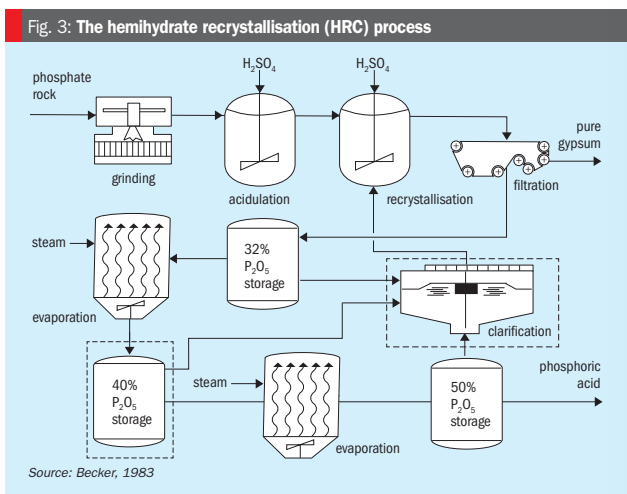 Fig. 3: The hemihydrate recrystallisation (HRC) process
H₂SO₄
H₂SO₄
phosphate
rock
pure
gypsum
grinding
acidulation
recrystallisation
filtration
steam
32%
P₂O₅
storage
evaporation
clarification
40%
P₂O₅
storage
steam
50%
P₂O₅
storage
phosphoric
acid
evaporation
Source: Becker, 1983